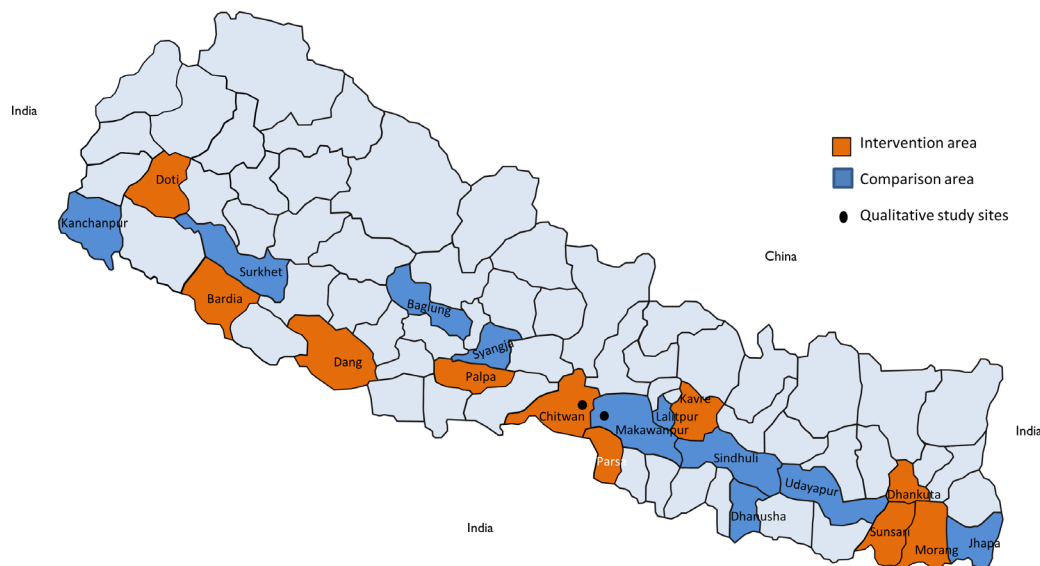 India
Intervention area
Doti
Comparison area
Qualitative study sites
Kanchanpur
China
Surkhet
Bardia
Baglung
Syangja
Dang
Palpa
Kavre
Chitwan
Lalitpur
Makawanpur
India
Parsa
Sindhuli
Udayapur
Dhankuta
Dhanusha
India
Sunsari
Morang
Jhapa